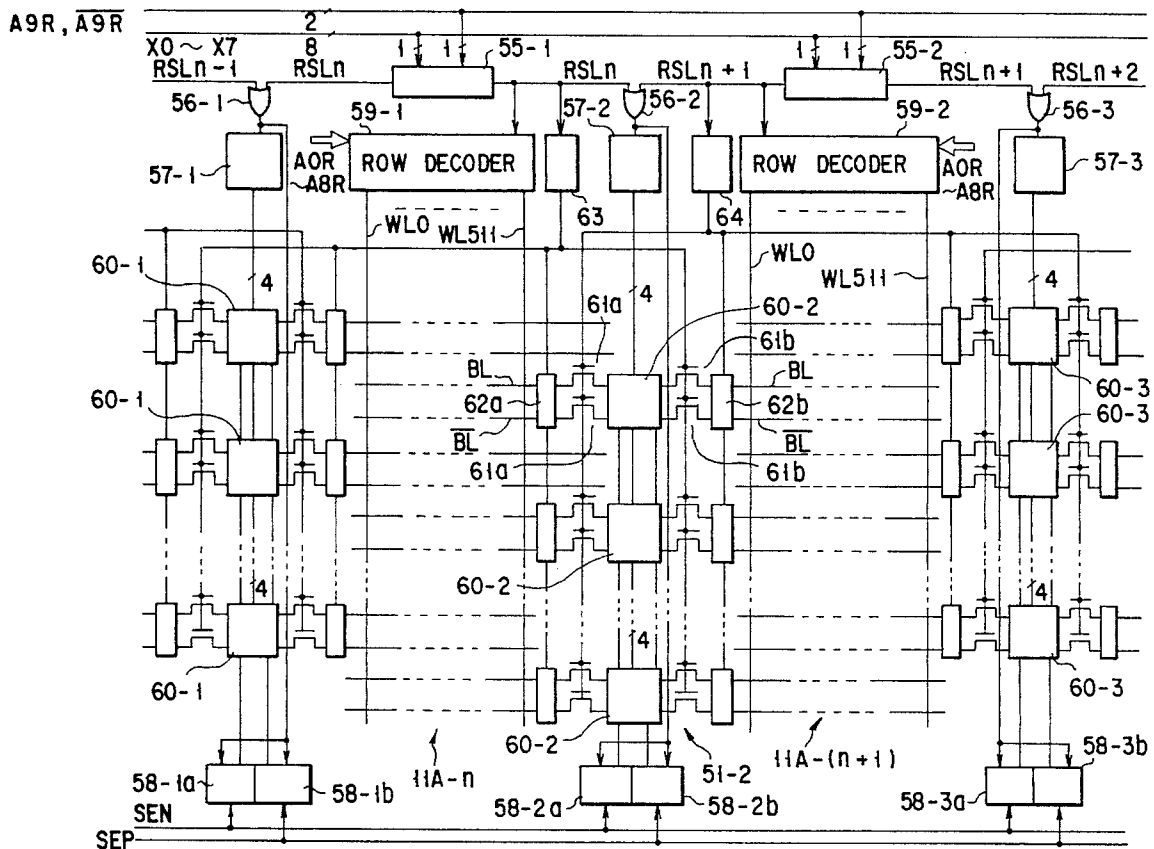 A9R, A9R
2
X0 ~ X7
8
1 1 55-1
1 1 55-2
RSLn-1 RSLn RSLn RSLn+1 RSLn+1 RSLn+2
56-1 59-1 57-2 56-2 59-2 56-3
57-1 A0R ~A8R ROW DECODER 63 64 ROW DECODER A0R ~A8R 57-3
WL0 WL511 WL0 WL511
60-1 4 61a 4 60-2 61b 4
BL BL 60-3
60-1 62a 62b 60-3
BL BL
61a 61b
60-2
4 4 4
60-1 60-3
60-2 51-2
11A-n 11A-(n+1)
58-1a 58-1b 58-2a 58-2b 58-3a 58-3b
SEN
SEP